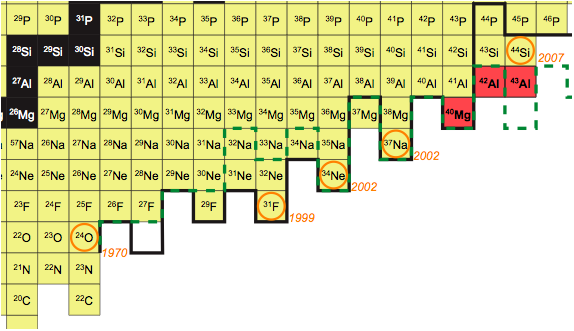 29P 30P 31P 32P 33P 34P 35P 36P 37P 38P 39P 40P 41P 42P 43P 44P 45P 46P
28Si 29Si 30Si 31Si 32Si 33Si 34Si 35Si 36Si 37Si 38Si 39Si 40Si 41Si 42Si 43Si 44Si
2007
27Al 28Al 29Al 30Al 31Al 32Al 33Al 34Al 35Al 36Al 37Al 38Al 39Al 40Al 41Al 42Al 43Al
26Mg 27Mg 28Mg 29Mg 30Mg 31Mg 32Mg 33Mg 34Mg 35Mg 36Mg 37Mg 38Mg 40Mg
57Na 26Na 27Na 28Na 29Na 30Na 31Na 32Na 33Na 34Na 35Na 37Na
2002
24Ne 25Ne 26Ne 27Ne 28Ne 29Ne 30Ne 31Ne 32Ne 34Ne
2002
23F 24F 25F 26F 27F 29F 31F
1999
22O 23O 24O
1970
21N 22N 23N
20C 22C